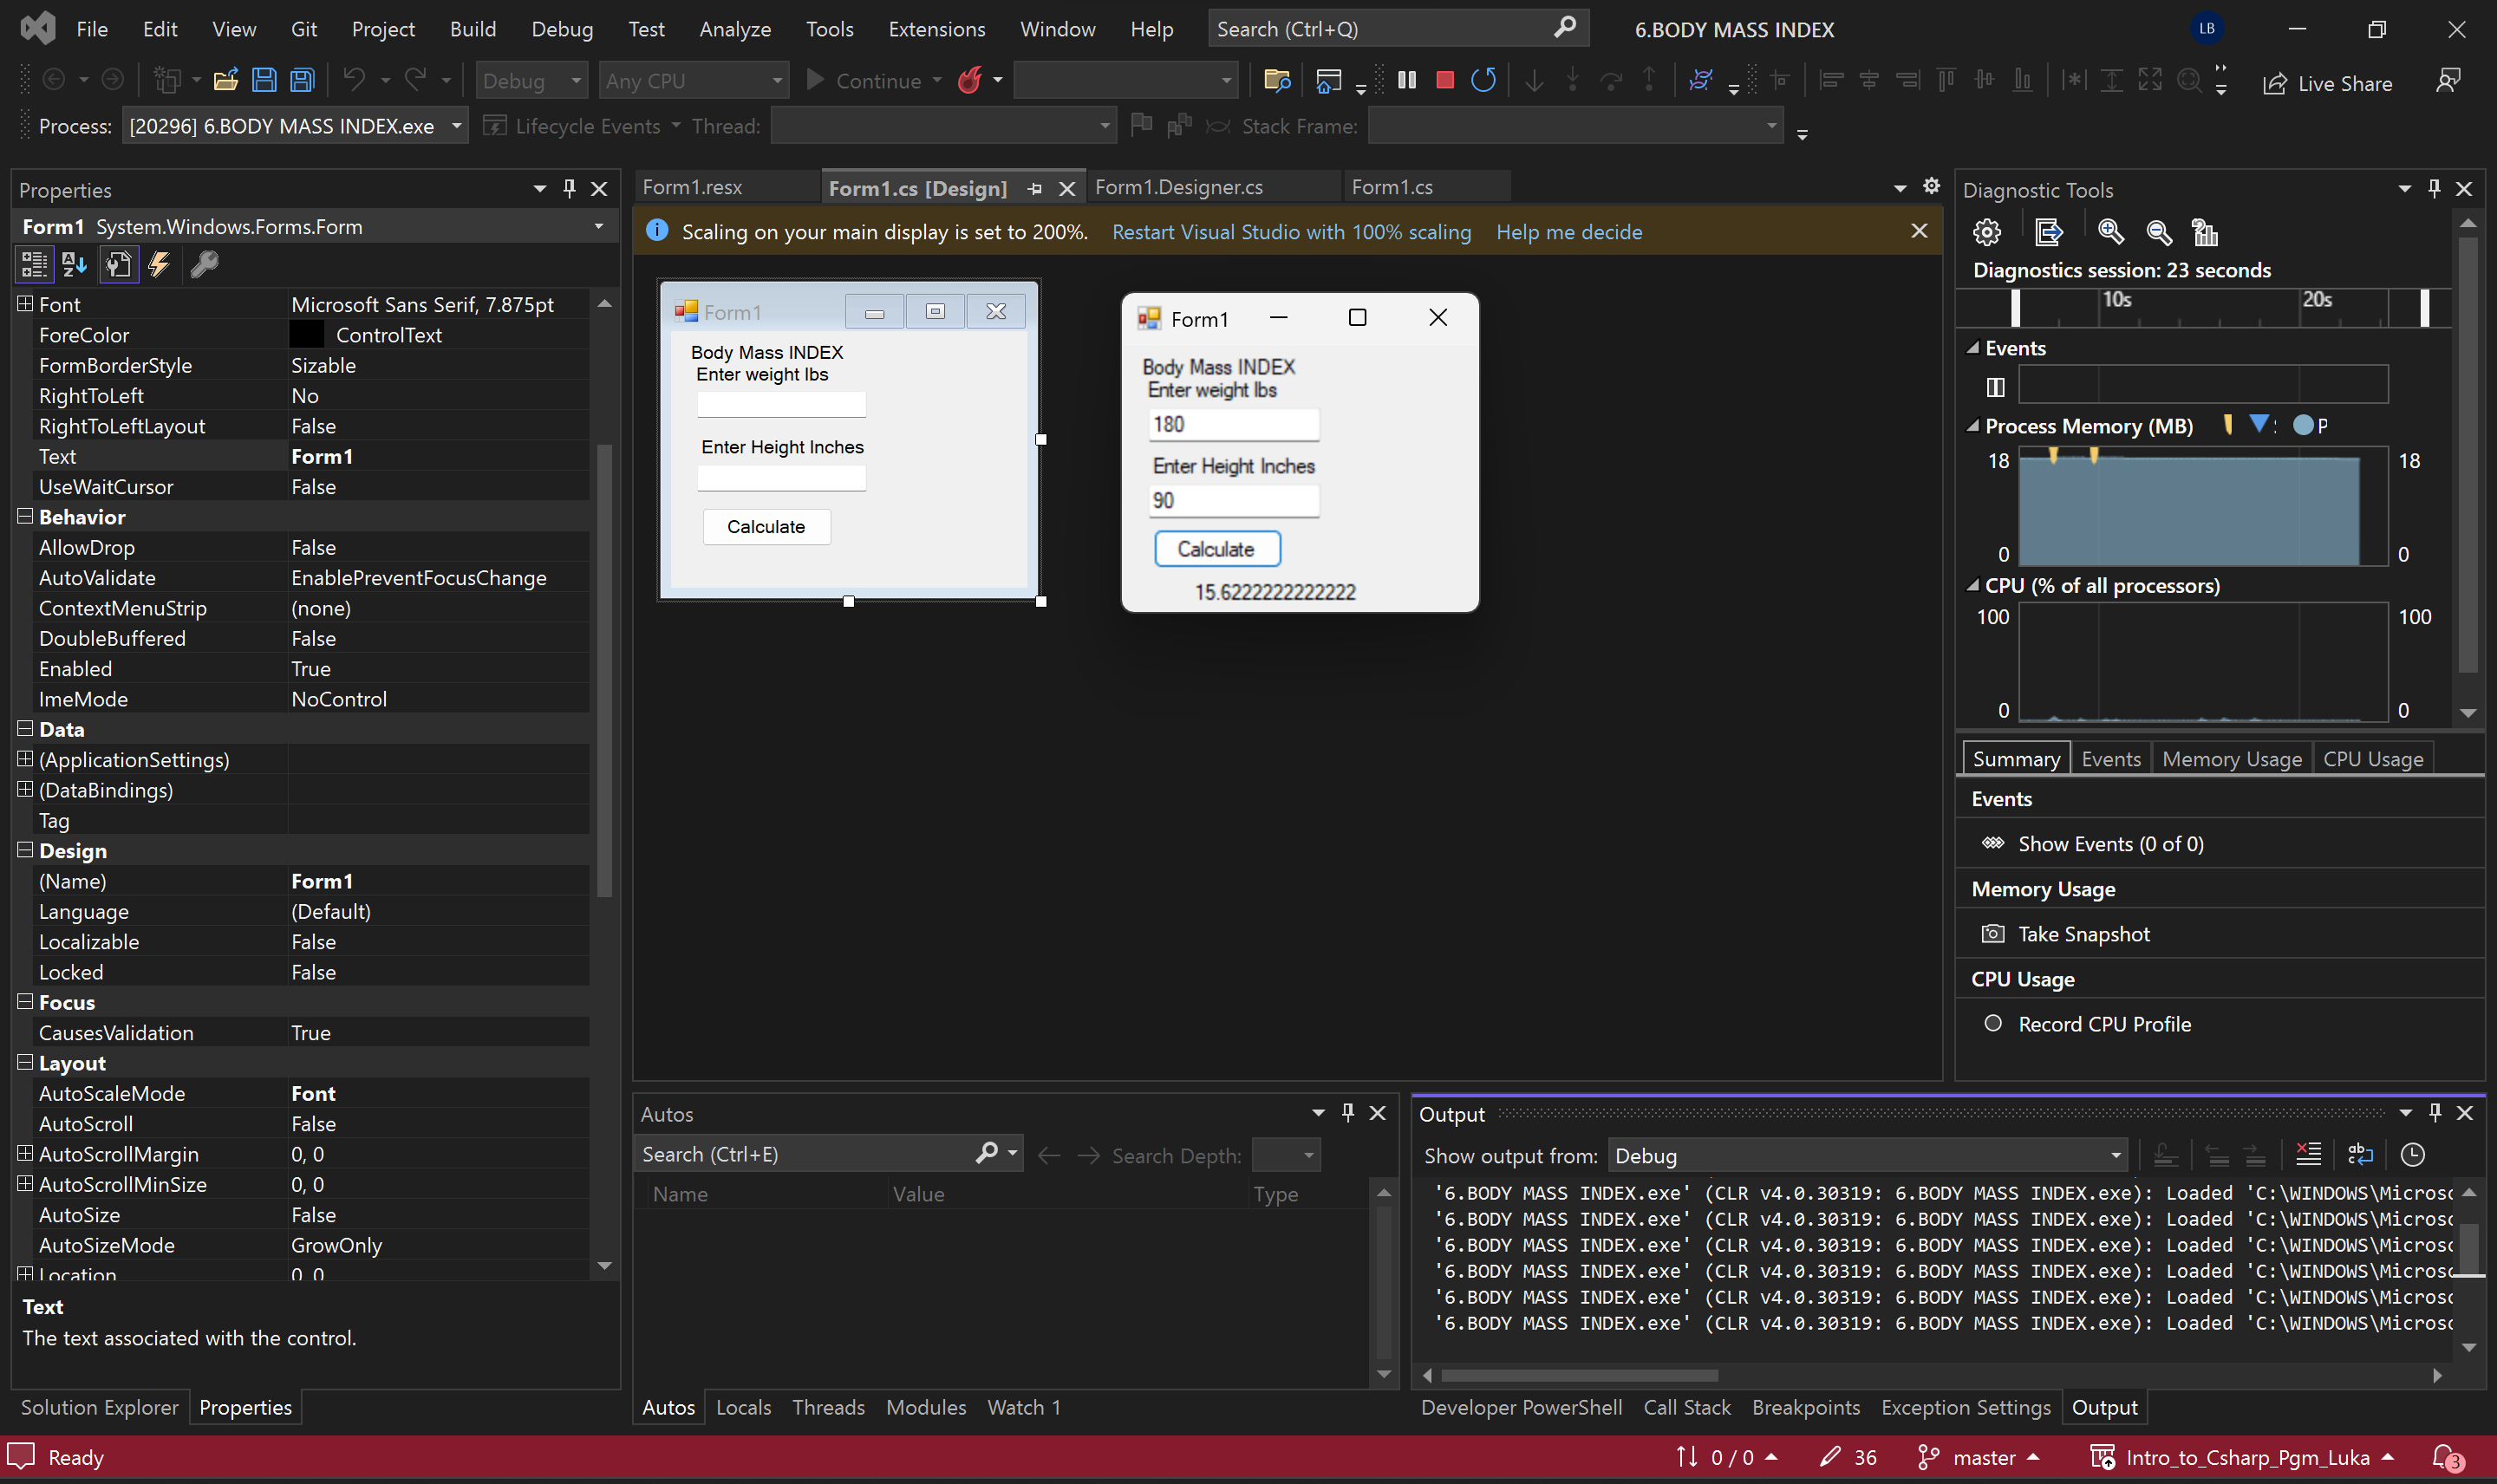 File Edit View Git Project Build Debug Test Analyze Tools Extensions Window Help Search (Ctrl+Q) 6.BODY MASS INDEX LB
Debug Any CPU Continue Live Share
Process: [20296] 6.BODY MASS INDEX.exe Lifecycle Events Thread: Stack Frame:
Properties
Form1 System.Windows.Forms.Form
Font Microsoft Sans Serif, 7.875pt
ForeColor ControlText
FormBorderStyle Sizable
RightToLeft No
RightToLeftLayout False
Text Form1
UseWaitCursor False
Behavior
AllowDrop False
AutoValidate EnablePreventFocusChange
ContextMenuStrip (none)
DoubleBuffered False
Enabled True
ImeMode NoControl
Data
(ApplicationSettings)
(DataBindings)
Tag
Design
(Name) Form1
Language (Default)
Localizable False
Locked False
Focus
CausesValidation True
Layout
AutoScaleMode Font
AutoScroll False
AutoScrollMargin 0, 0
AutoScrollMinSize 0, 0
AutoSize False
AutoSizeMode GrowOnly
Location 0, 0
Text
The text associated with the control.
Solution Explorer Properties
Form1.resx Form1.cs [Design] Form1.Designer.cs Form1.cs
Scaling on your main display is set to 200%. Restart Visual Studio with 100% scaling Help me decide
Form1
Body Mass INDEX
Enter weight lbs
Enter Height Inches
Calculate
Form1
Body Mass INDEX
Enter weight lbs
180
Enter Height Inches
90
Calculate
15.6222222222222
Diagnostic Tools
Diagnostics session: 23 seconds
10s 20s
Events
Process Memory (MB) P
18 18
0 0
CPU (% of all processors)
100 100
0 0
Summary Events Memory Usage CPU Usage
Events
Show Events (0 of 0)
Memory Usage
Take Snapshot
CPU Usage
Record CPU Profile
Autos
Search (Ctrl+E) Search Depth:
Name Value Type
Autos Locals Threads Modules Watch 1
Output
Show output from: Debug
'6.BODY MASS INDEX.exe' (CLR v4.0.30319: 6.BODY MASS INDEX.exe): Loaded 'C:\WINDOWS\Microsc
'6.BODY MASS INDEX.exe' (CLR v4.0.30319: 6.BODY MASS INDEX.exe): Loaded 'C:\WINDOWS\Microsc
'6.BODY MASS INDEX.exe' (CLR v4.0.30319: 6.BODY MASS INDEX.exe): Loaded 'C:\WINDOWS\Microsc
'6.BODY MASS INDEX.exe' (CLR v4.0.30319: 6.BODY MASS INDEX.exe): Loaded 'C:\WINDOWS\Microsc
'6.BODY MASS INDEX.exe' (CLR v4.0.30319: 6.BODY MASS INDEX.exe): Loaded 'C:\WINDOWS\Microsc
'6.BODY MASS INDEX.exe' (CLR v4.0.30319: 6.BODY MASS INDEX.exe): Loaded 'C:\WINDOWS\Microsc
Developer PowerShell Call Stack Breakpoints Exception Settings Output
Ready 0 / 0 36 master Intro_to_Csharp_Pgm_Luka 3